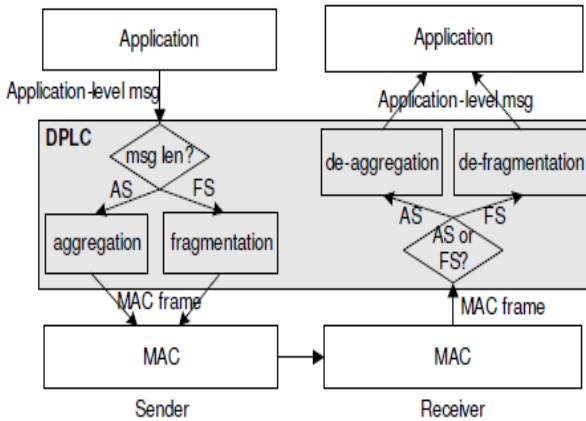 Application
Application
Application-level msg
Application-level msg
DPLC
msg len?
de-aggregation
de-fragmentation
AS
FS
AS
FS
aggregation
fragmentation
AS or
FS?
MAC frame
MAC frame
MAC
MAC
Sender
Receiver